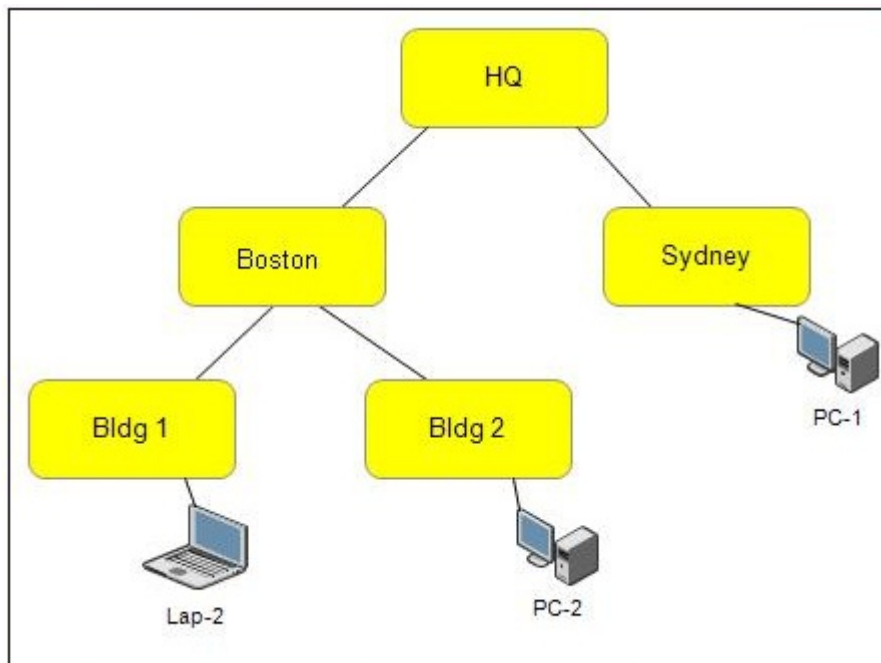 HQ
Boston
Sydney
Bldg 1
Bldg 2
PC-1
Lap-2
PC-2